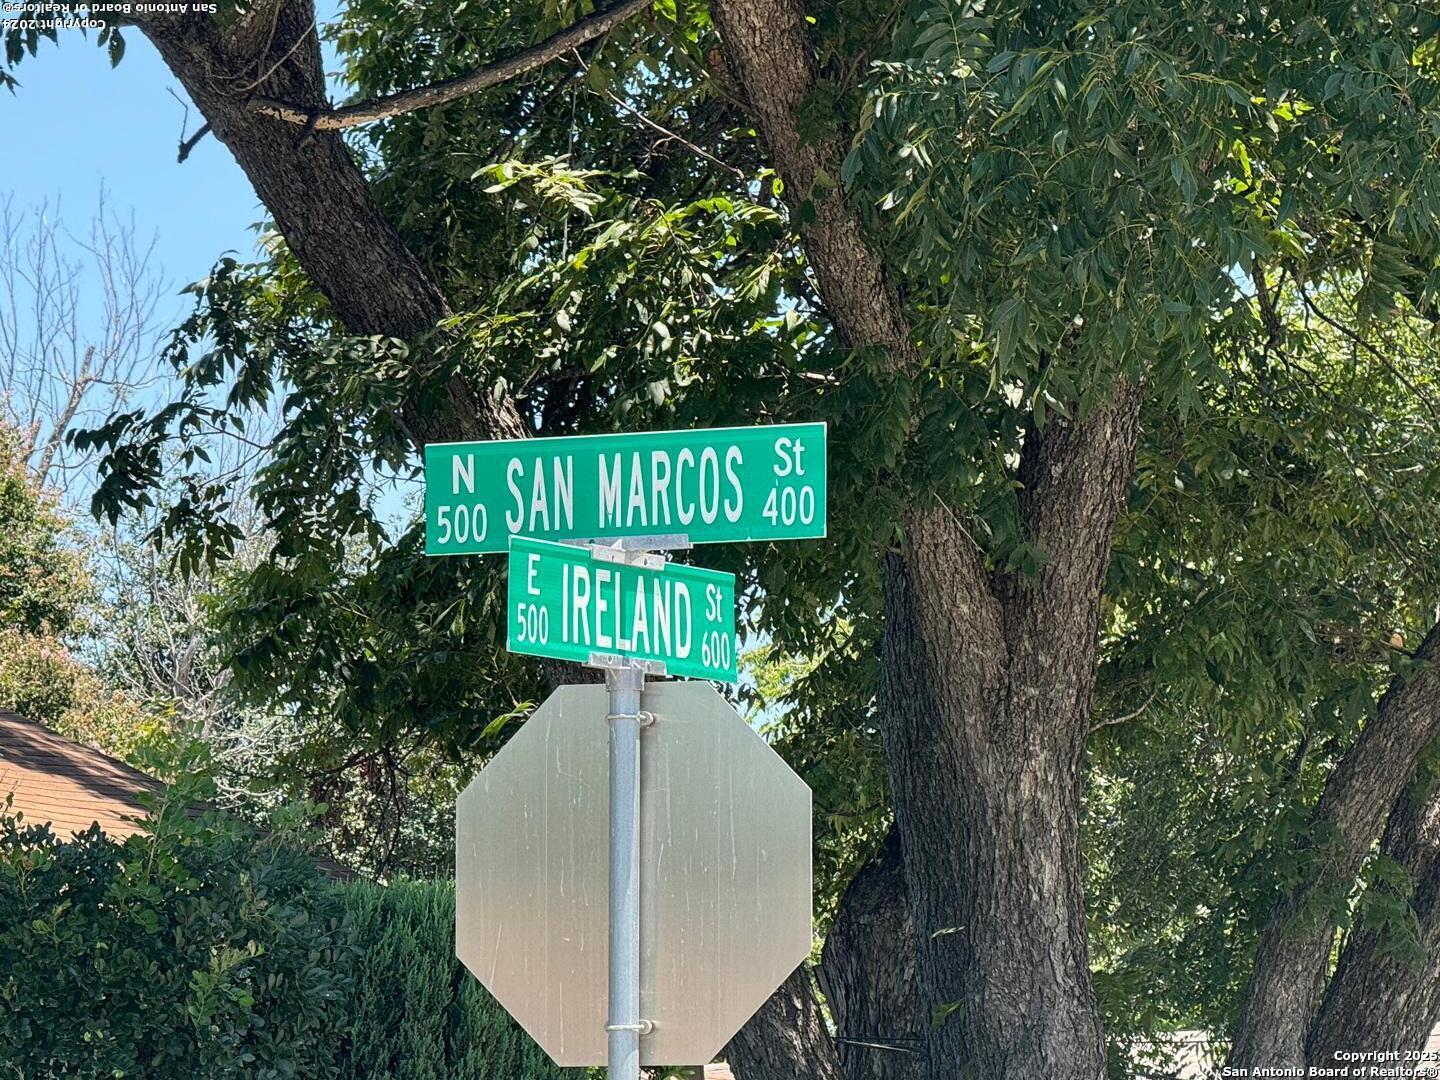 Copyright 2024
San Antonio Board of Realtors®
N SAN MARCOS St
500 400
E IRELAND St
500 600
Copyright 2025
San Antonio Board of Realtors®